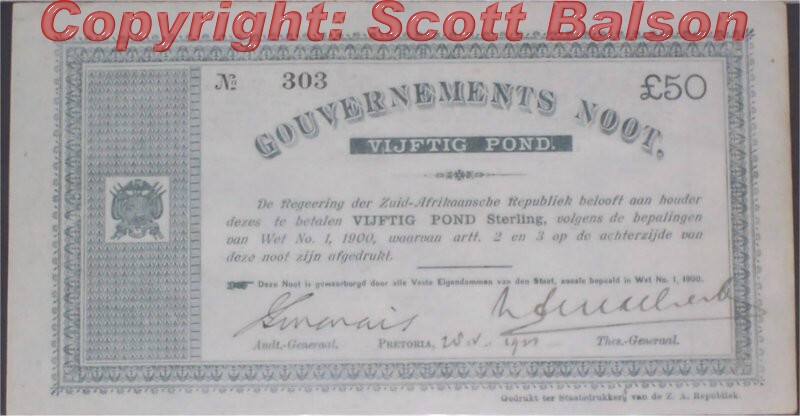 Copyright: Scott Balson
№ 303 £50
GOUVERNEMENTS NOOT.
VIJFTIG POND.
De Regeering der Zuid-Afrikaansche Republiek belooft aan houder
dezes te betalen VIJFTIG POND Sterling, volgens de bepalingen
van Wet No. 1, 1900, waarvan artt. 2 en 3 op de achterzijde van
deze noot zijn afgedrukt.
Deze Noot is gewaarborgd door alle Vaste Eigendommen van den Staat, zooals bepaald in Wet No. 1, 1900.
Audt.-Generaal. PRETORIA, Thes.-Generaal.
Gedrukt ter Staatsdrukkerij van de Z. A. Republiek.